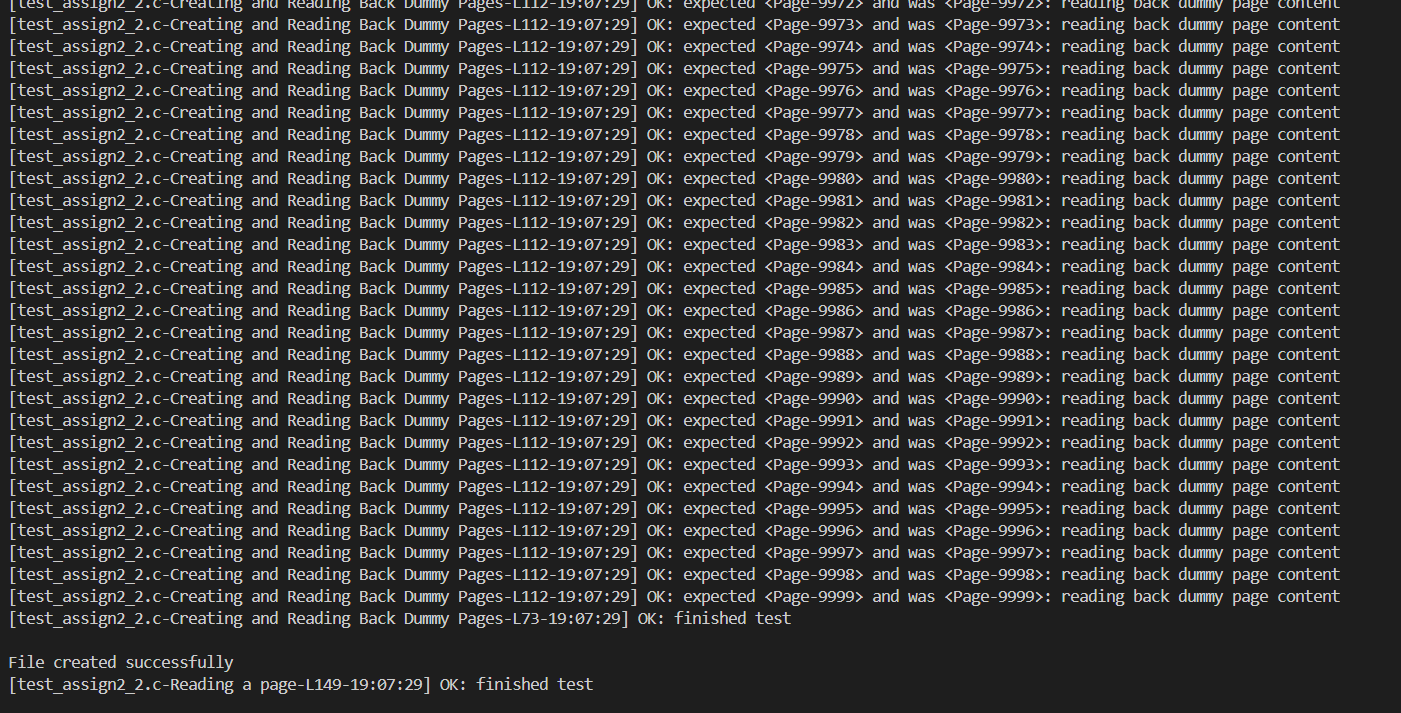 [test_assign2_2.c-Creating and Reading Back Dummy Pages-L112-19:07:29] OK: expected <Page-9972> and was <Page-9972>: reading back dummy page content
[test_assign2_2.c-Creating and Reading Back Dummy Pages-L112-19:07:29] OK: expected <Page-9973> and was <Page-9973>: reading back dummy page content
[test_assign2_2.c-Creating and Reading Back Dummy Pages-L112-19:07:29] OK: expected <Page-9974> and was <Page-9974>: reading back dummy page content
[test_assign2_2.c-Creating and Reading Back Dummy Pages-L112-19:07:29] OK: expected <Page-9975> and was <Page-9975>: reading back dummy page content
[test_assign2_2.c-Creating and Reading Back Dummy Pages-L112-19:07:29] OK: expected <Page-9976> and was <Page-9976>: reading back dummy page content
[test_assign2_2.c-Creating and Reading Back Dummy Pages-L112-19:07:29] OK: expected <Page-9977> and was <Page-9977>: reading back dummy page content
[test_assign2_2.c-Creating and Reading Back Dummy Pages-L112-19:07:29] OK: expected <Page-9978> and was <Page-9978>: reading back dummy page content
[test_assign2_2.c-Creating and Reading Back Dummy Pages-L112-19:07:29] OK: expected <Page-9979> and was <Page-9979>: reading back dummy page content
[test_assign2_2.c-Creating and Reading Back Dummy Pages-L112-19:07:29] OK: expected <Page-9980> and was <Page-9980>: reading back dummy page content
[test_assign2_2.c-Creating and Reading Back Dummy Pages-L112-19:07:29] OK: expected <Page-9981> and was <Page-9981>: reading back dummy page content
[test_assign2_2.c-Creating and Reading Back Dummy Pages-L112-19:07:29] OK: expected <Page-9982> and was <Page-9982>: reading back dummy page content
[test_assign2_2.c-Creating and Reading Back Dummy Pages-L112-19:07:29] OK: expected <Page-9983> and was <Page-9983>: reading back dummy page content
[test_assign2_2.c-Creating and Reading Back Dummy Pages-L112-19:07:29] OK: expected <Page-9984> and was <Page-9984>: reading back dummy page content
[test_assign2_2.c-Creating and Reading Back Dummy Pages-L112-19:07:29] OK: expected <Page-9985> and was <Page-9985>: reading back dummy page content
[test_assign2_2.c-Creating and Reading Back Dummy Pages-L112-19:07:29] OK: expected <Page-9986> and was <Page-9986>: reading back dummy page content
[test_assign2_2.c-Creating and Reading Back Dummy Pages-L112-19:07:29] OK: expected <Page-9987> and was <Page-9987>: reading back dummy page content
[test_assign2_2.c-Creating and Reading Back Dummy Pages-L112-19:07:29] OK: expected <Page-9988> and was <Page-9988>: reading back dummy page content
[test_assign2_2.c-Creating and Reading Back Dummy Pages-L112-19:07:29] OK: expected <Page-9989> and was <Page-9989>: reading back dummy page content
[test_assign2_2.c-Creating and Reading Back Dummy Pages-L112-19:07:29] OK: expected <Page-9990> and was <Page-9990>: reading back dummy page content
[test_assign2_2.c-Creating and Reading Back Dummy Pages-L112-19:07:29] OK: expected <Page-9991> and was <Page-9991>: reading back dummy page content
[test_assign2_2.c-Creating and Reading Back Dummy Pages-L112-19:07:29] OK: expected <Page-9992> and was <Page-9992>: reading back dummy page content
[test_assign2_2.c-Creating and Reading Back Dummy Pages-L112-19:07:29] OK: expected <Page-9993> and was <Page-9993>: reading back dummy page content
[test_assign2_2.c-Creating and Reading Back Dummy Pages-L112-19:07:29] OK: expected <Page-9994> and was <Page-9994>: reading back dummy page content
[test_assign2_2.c-Creating and Reading Back Dummy Pages-L112-19:07:29] OK: expected <Page-9995> and was <Page-9995>: reading back dummy page content
[test_assign2_2.c-Creating and Reading Back Dummy Pages-L112-19:07:29] OK: expected <Page-9996> and was <Page-9996>: reading back dummy page content
[test_assign2_2.c-Creating and Reading Back Dummy Pages-L112-19:07:29] OK: expected <Page-9997> and was <Page-9997>: reading back dummy page content
[test_assign2_2.c-Creating and Reading Back Dummy Pages-L112-19:07:29] OK: expected <Page-9998> and was <Page-9998>: reading back dummy page content
[test_assign2_2.c-Creating and Reading Back Dummy Pages-L112-19:07:29] OK: expected <Page-9999> and was <Page-9999>: reading back dummy page content
[test_assign2_2.c-Creating and Reading Back Dummy Pages-L73-19:07:29] OK: finished test
File created successfully
[test_assign2_2.c-Reading a page-L149-19:07:29] OK: finished test